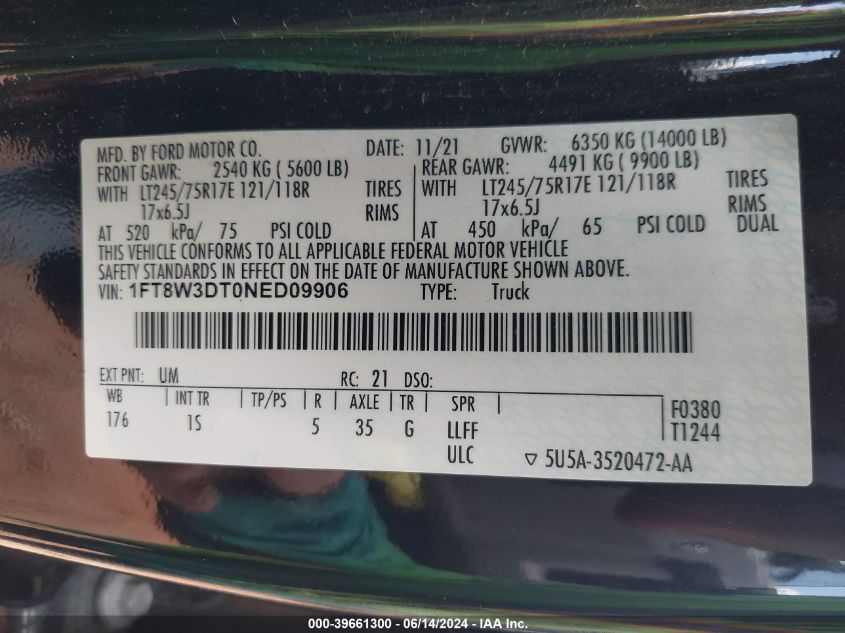 MFD. BY FORD MOTOR CO. DATE: 11/21 GVWR: 6350 KG (14000 LB)
FRONT GAWR: 2540 KG ( 5600 LB) REAR GAWR: 4491 KG ( 9900 LB)
WITH LT245/75R17E 121/118R TIRES WITH LT245/75R17E 121/118R TIRES
17x6.5J RIMS 17x6.5J RIMS
AT 520 kPa/ 75 PSI COLD AT 450 kPa/ 65 PSI COLD DUAL
THIS VEHICLE CONFORMS TO ALL APPLICABLE FEDERAL MOTOR VEHICLE
SAFETY STANDARDS IN EFFECT ON THE DATE OF MANUFACTURE SHOWN ABOVE.
VIN: 1FT8W3DT0NED09906 TYPE: Truck
EXT PNT: UM RC: 21 DSO:
WB | INT TR | TP/PS | R | AXLE | TR | SPR | F0380
176 1S 5 35 G LLFF T1244
ULC ▽ 5U5A-3520472-AA
000-39661300 - 06/14/2024 - IAA Inc.